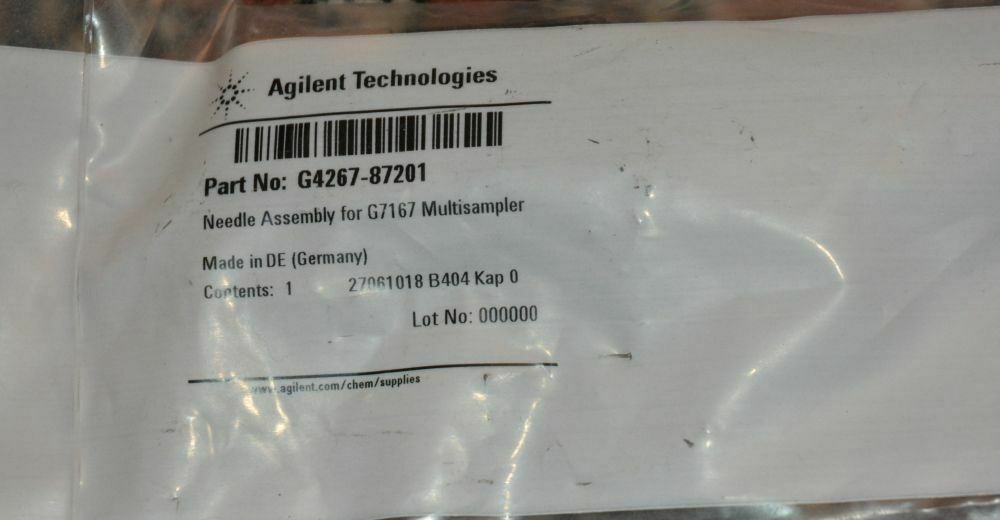 Agilent Technologies
Part No: G4267-87201
Needle Assembly for G7167 Multisampler
Made in DE (Germany)
Contents: 1 27061018 B404 Kap 0
Lot No: 000000
www.agilent.com/chem/supplies